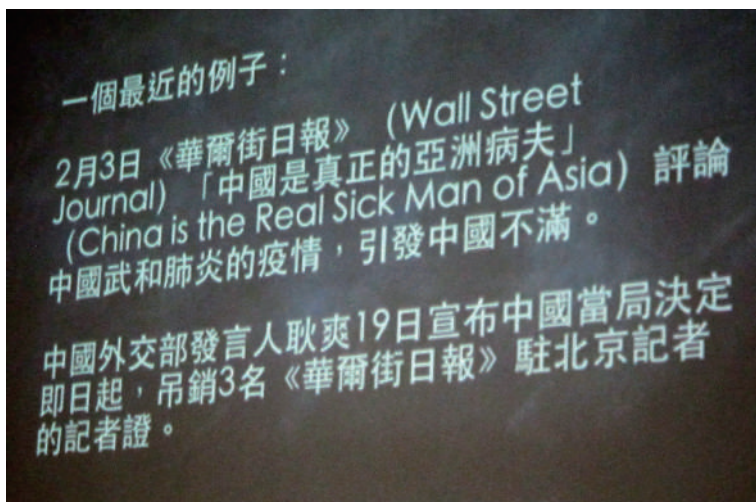 一個最近的例子：
2月3日《華爾街日報》（Wall Street
Journal）「中國是真正的亞洲病夫」
（China is the Real Sick Man of Asia）評論
中國武和肺炎的疫情，引發中國不滿。
中國外交部發言人耿爽19日宣布中國當局決定
即日起，吊銷3名《華爾街日報》駐北京記者
的記者證。